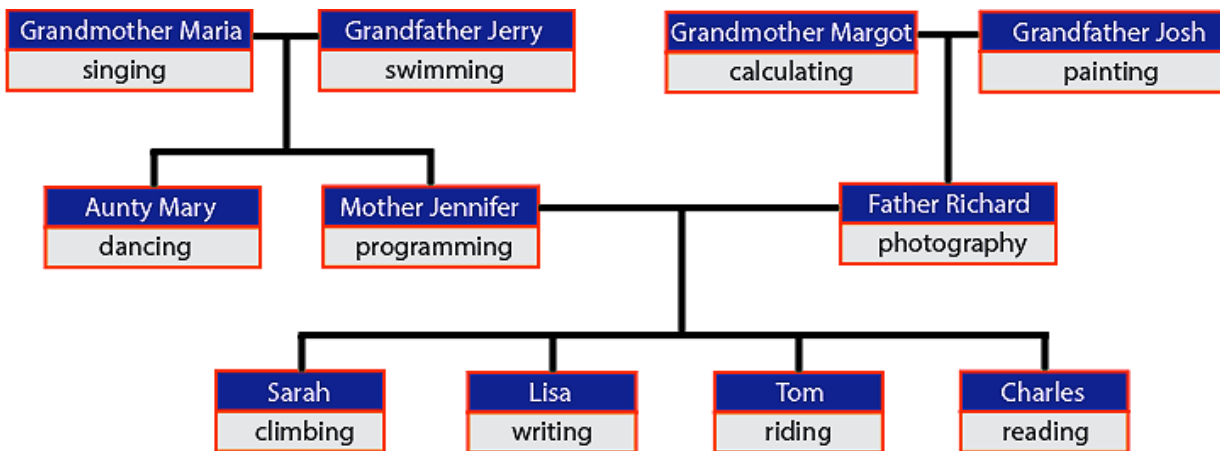 Grandmother Maria
singing
Grandfather Jerry
swimming
Grandmother Margot
calculating
Grandfather Josh
painting
Aunty Mary
dancing
Mother Jennifer
programming
Father Richard
photography
Sarah
climbing
Lisa
writing
Tom
riding
Charles
reading